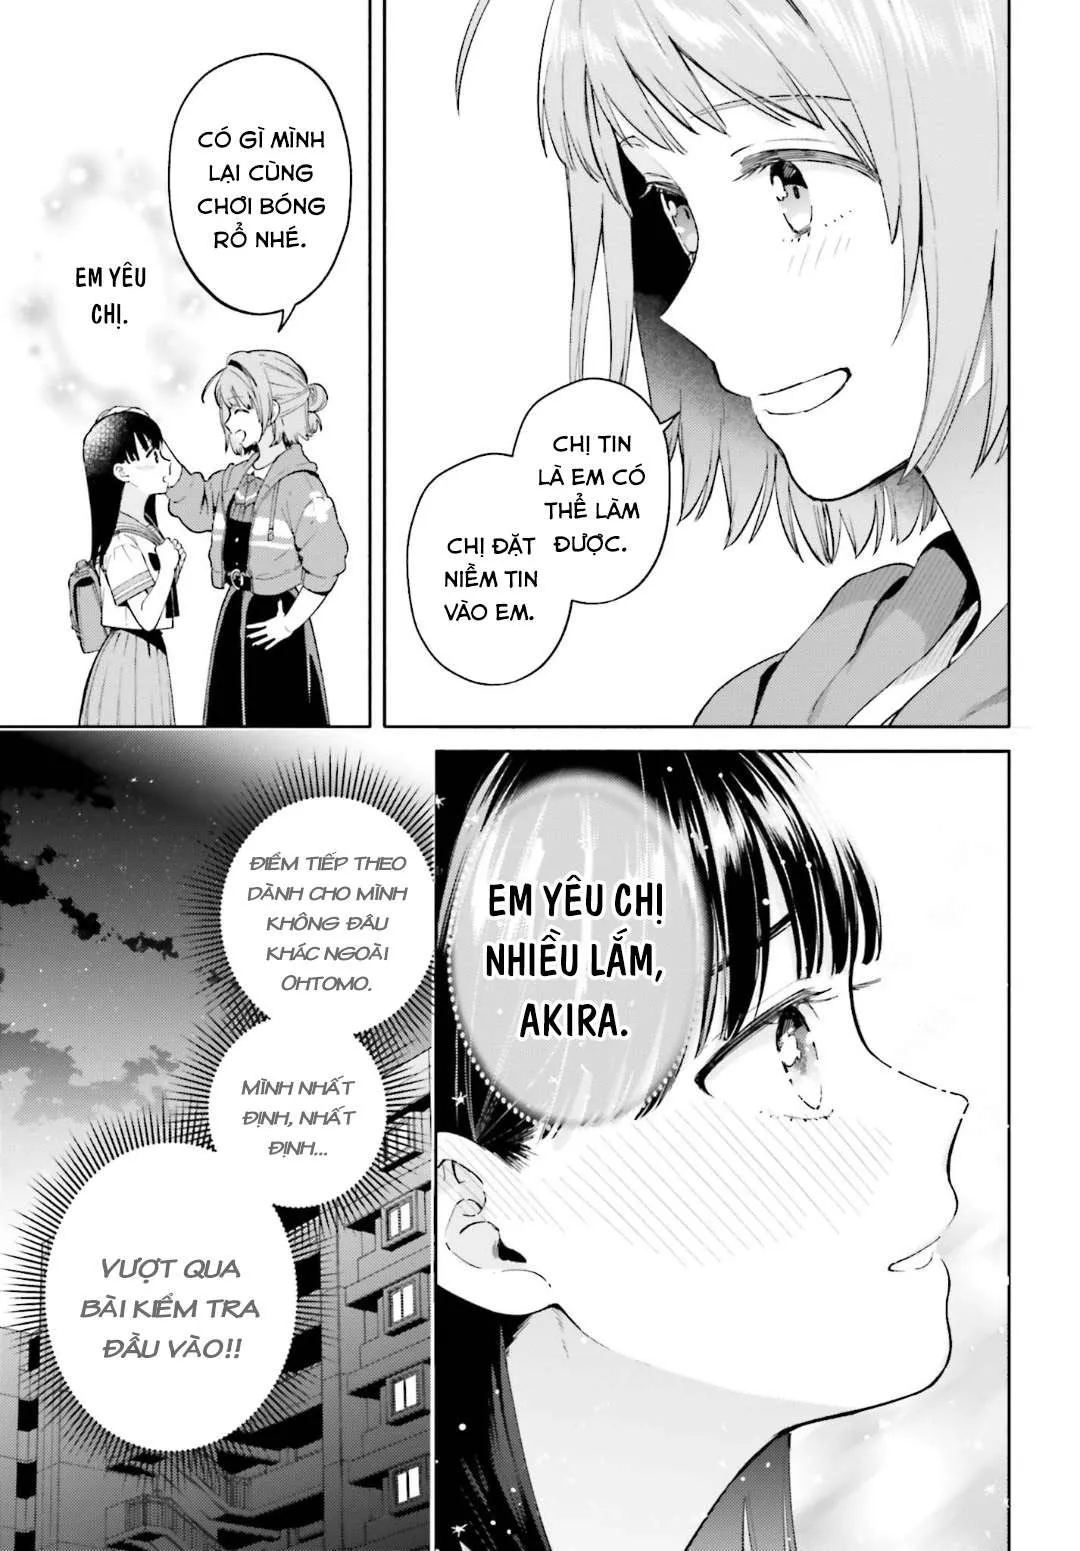 CHỊ TIN
LÀ EM CÓ
THỂ LÀM
ĐƯỢC.
CHỊ ĐẶT
NIỀM TIN
VÀO EM.
CÓ GÌ MÌNH
LẠI CÙNG
CHƠI BÓNG
RỔ NHÉ.
EM YÊU
CHỊ.
EM YÊU CHỊ
NHIỀU LẮM,
AKIRA.
ĐIỂM TIẾP THEO
DÀNH CHO MÌNH
KHÔNG ĐÂU
KHÁC NGOÀI
OHTOMO.
MÌNH NHẤT
ĐỊNH, NHẤT
ĐỊNH...
VƯỢT QUA
BÀI KIỂM TRA
ĐẦU VÀO!!